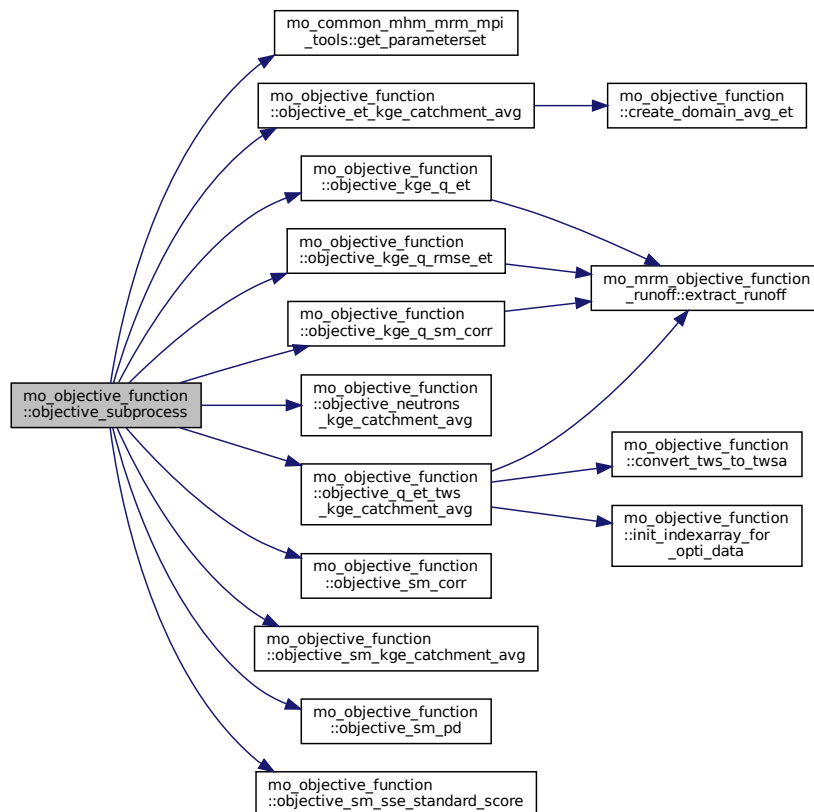 mo_common_mhm_mrm_mpi
_tools::get_parameterset
mo_objective_function
::objective_et_kge_catchment_avg
mo_objective_function
::create_domain_avg_et
mo_objective_function
::objective_kge_q_et
mo_objective_function
::objective_kge_q_rmse_et
mo_mrm_objective_function
_runoff::extract_runoff
mo_objective_function
::objective_kge_q_sm_corr
mo_objective_function
::objective_subprocess
mo_objective_function
::objective_neutrons
_kge_catchment_avg
mo_objective_function
::convert_tws_to_twsa
mo_objective_function
::objective_q_et_tws
_kge_catchment_avg
mo_objective_function
::init_indexarray_for
_opti_data
mo_objective_function
::objective_sm_corr
mo_objective_function
::objective_sm_kge_catchment_avg
mo_objective_function
::objective_sm_pd
mo_objective_function
::objective_sm_sse_standard_score